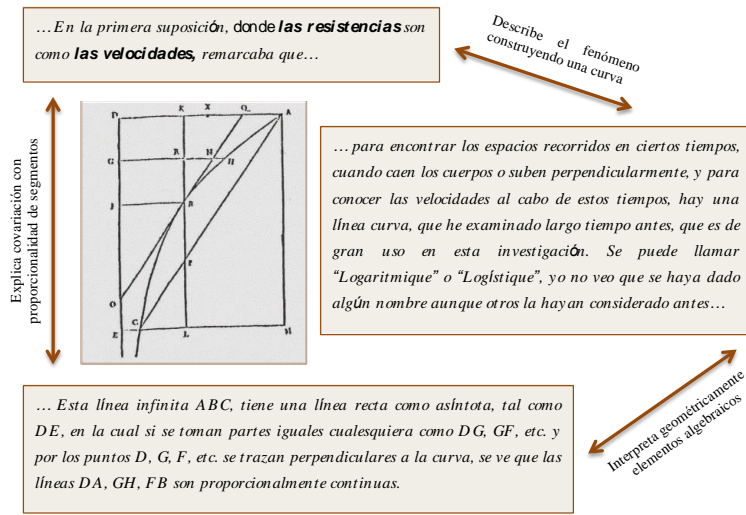 …En la primera suposición, donde las resistencias son
como las velocidades, remarcaba que…
Describe el fenómeno
construyendo una curva
Explica covariación con
proporcionalidad de segmentos
D K X Q A
G R N H
J B
I
O
C
E L M
… para encontrar los espacios recorridos en ciertos tiempos,
cuando caen los cuerpos o suben perpendicularmente, y para
conocer las velocidades al cabo de estos tiempos, hay una
línea curva, que he examinado largo tiempo antes, que es de
gran uso en esta investigación. Se puede llamar
“Logaritmique” o “Logístique”, yo no veo que se haya dado
algún nombre aunque otros la hayan considerado antes…
Interpreta geométricamente
elementos algebraicos
… Esta línea infinita ABC, tiene una línea recta como asíntota, tal como
DE, en la cual si se toman partes iguales cualesquiera como DG, GF, etc. y
por los puntos D, G, F, etc. se trazan perpendiculares a la curva, se ve que las
líneas DA, GH, FB son proporcionalmente continuas.